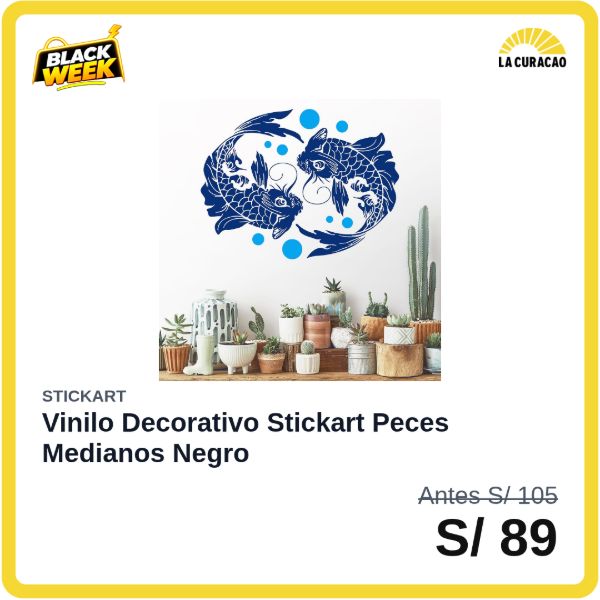 BLACK
WEEK
LA CURACAO
STICKART
Vinilo Decorativo Stickart Peces
Medianos Negro
Antes S/ 105
S/ 89